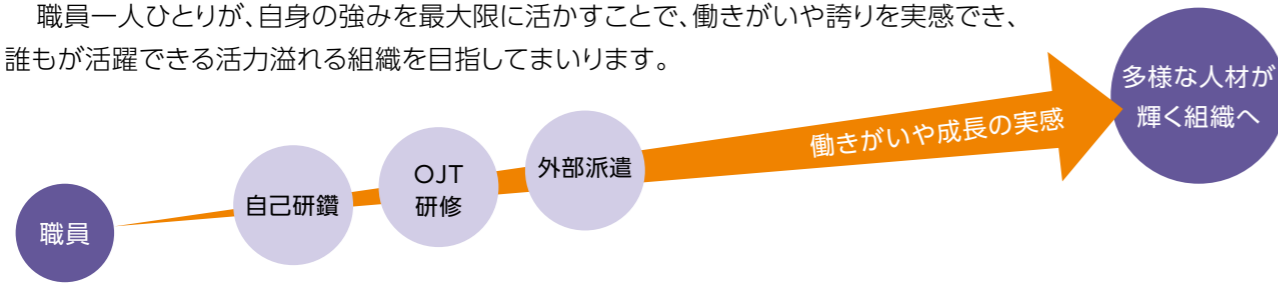 職員一人ひとりが、自身の強みを最大限に活かすことで、働きがいや誇りを実感でき、
誰もが活躍できる活力溢れる組織を目指してまいります。
職員
自己研鑽
OJT
研修
外部派遣
働きがいや成長の実感
多様な人材が
輝く組織へ